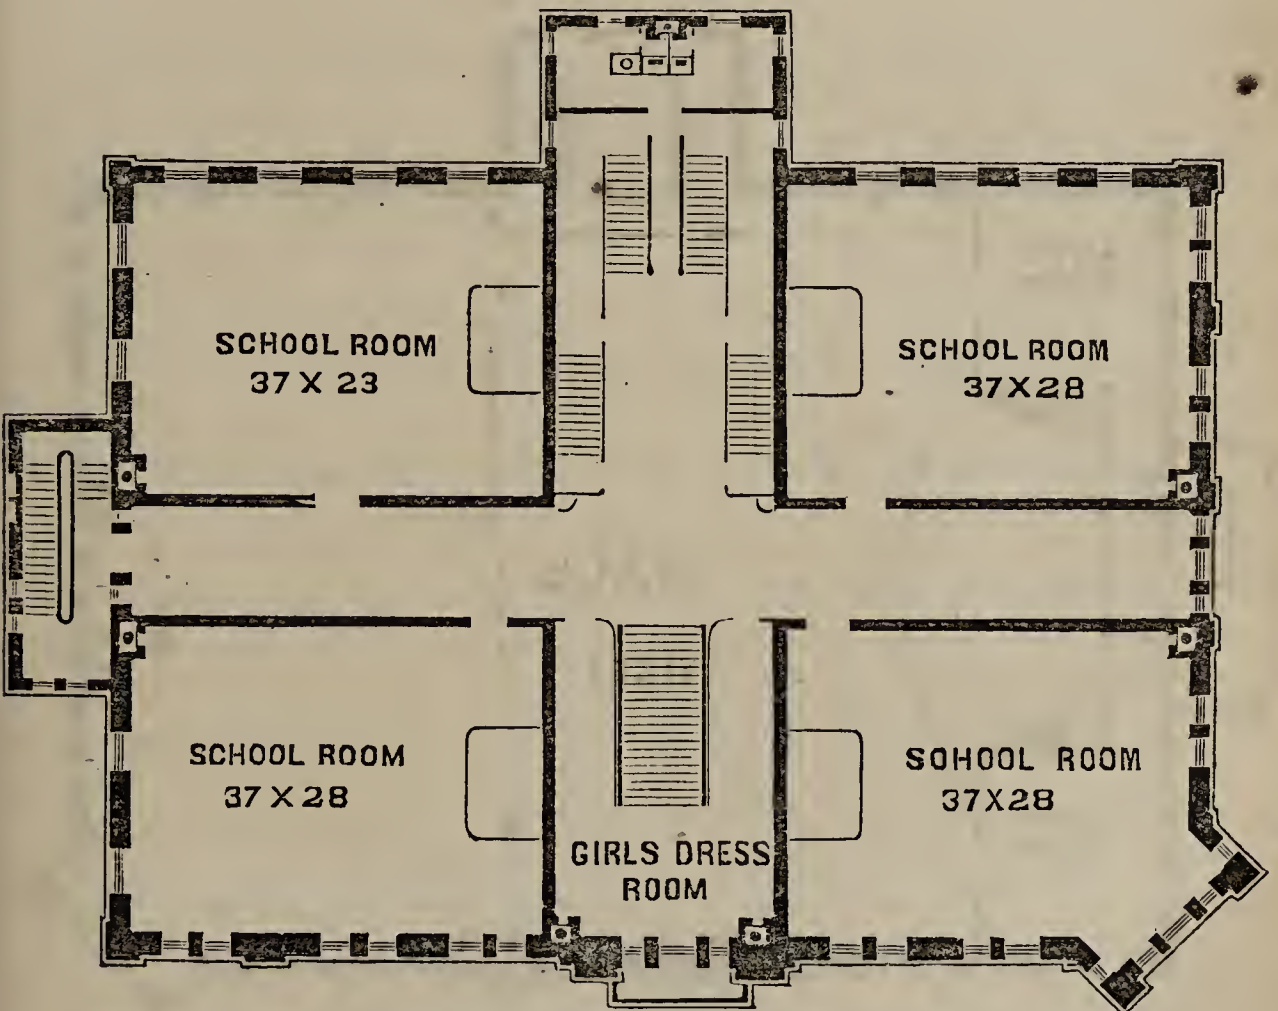 SCHOOL ROOM
37 X 23
SCHOOL ROOM
37X28
SCHOOL ROOM
37 X 28
SOHOOL ROOM
37X28
GIRLS DRESS
ROOM